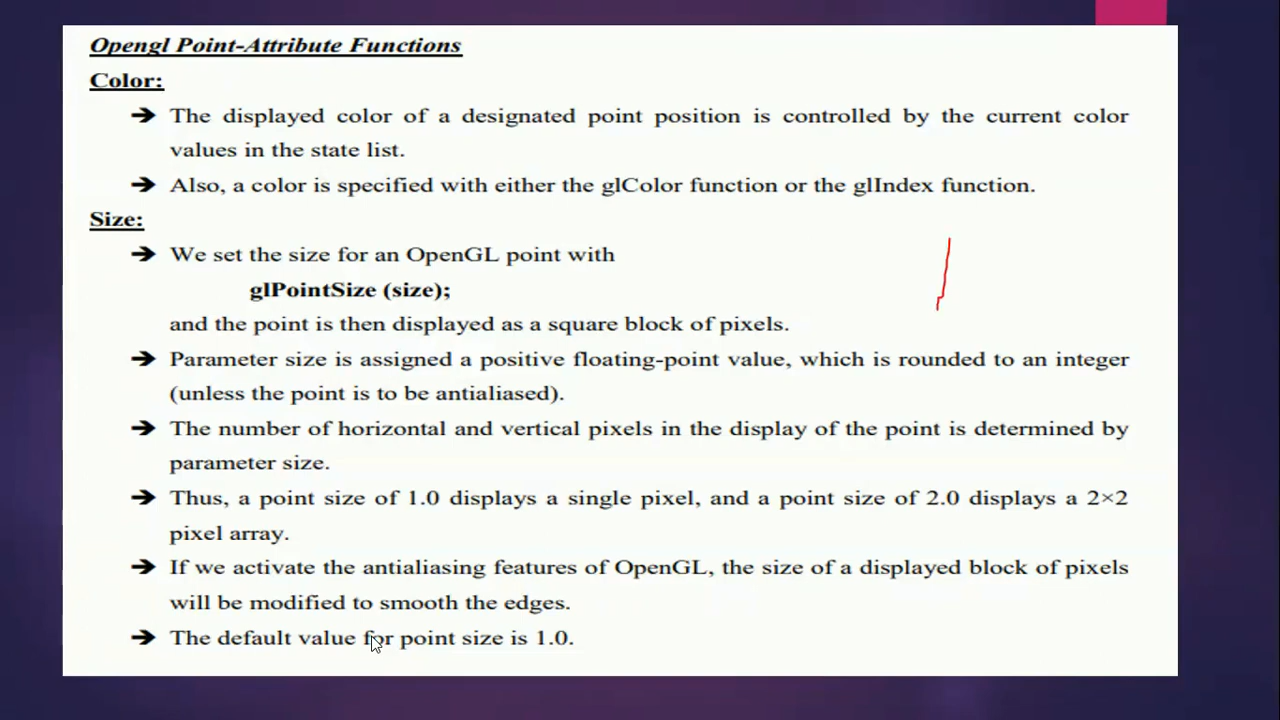 Opengl Point-Attribute Functions
Color:
➔ The displayed color of a designated point position is controlled by the current color
values in the state list.
➔ Also, a color is specified with either the glColor function or the glIndex function.
Size:
➔ We set the size for an OpenGL point with
glPointSize (size);
and the point is then displayed as a square block of pixels.
➔ Parameter size is assigned a positive floating-point value, which is rounded to an integer
(unless the point is to be antialiased).
➔ The number of horizontal and vertical pixels in the display of the point is determined by
parameter size.
➔ Thus, a point size of 1.0 displays a single pixel, and a point size of 2.0 displays a 2×2
pixel array.
➔ If we activate the antialiasing features of OpenGL, the size of a displayed block of pixels
will be modified to smooth the edges.
➔ The default value for point size is 1.0.